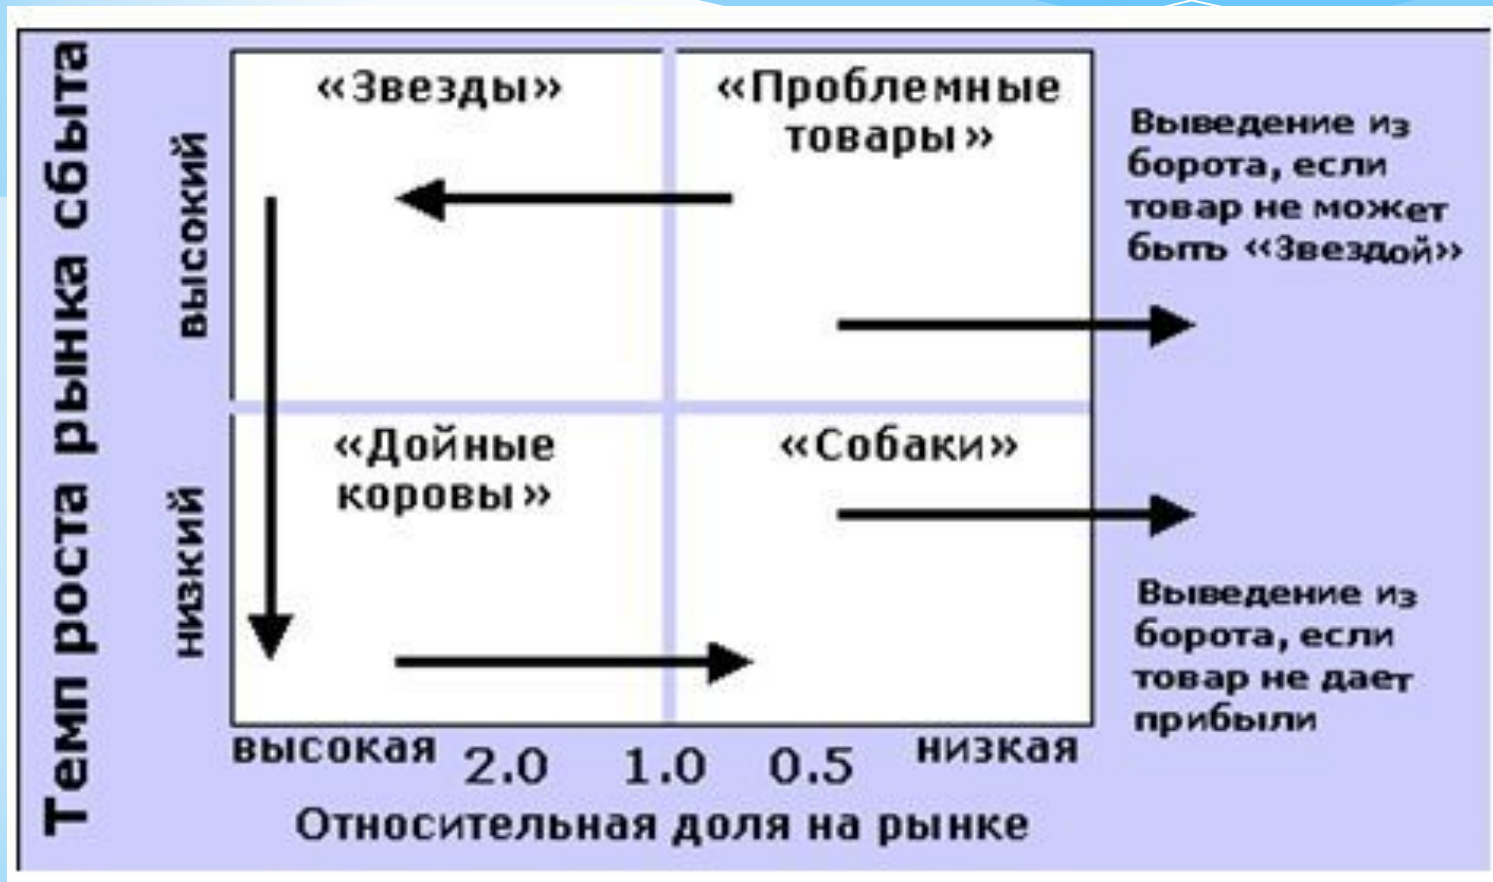 Темп роста рынка сбыта
высокий
низкий
«Звезды»
«Проблемные
товары»
Выведение из
борота, если
товар не может
быть «Звездой»
«Дойные
коровы»
«Собаки»
Выведение из
борота, если
товар не дает
прибыли
высокая 2.0 1.0 0.5 низкая
Относительная доля на рынке